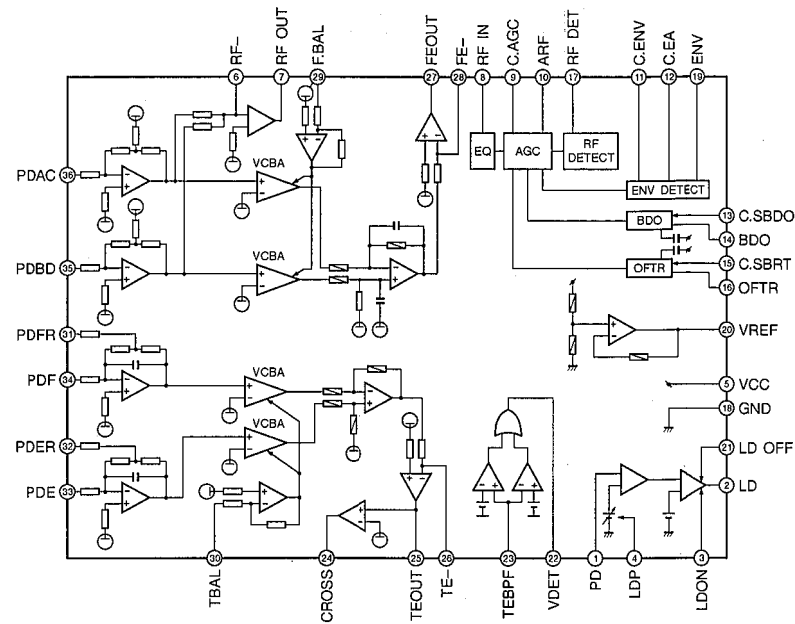 RF-
RF OUT
F.BAL
FEOUT
FE-
RF IN
C.AGC
ARF
RF DET
C.ENV
C.EA
ENV
6
7
29
27
28
8
9
10
17
11
12
19
PDAC
36
VCBA
EQ
AGC
RF
DETECT
ENV DETECT
BDO
13
C.SBDO
14
BDO
PDBD
35
VCBA
OFTR
15
C.SBRT
16
OFTR
PDFR
31
20
VREF
PDF
34
VCBA
5
VCC
18
GND
VCBA
PDER
32
21
LD OFF
PDE
33
2
LD
30
24
25
26
23
22
1
4
3
TBAL
CROSS
TEOUT
TE-
TEBPF
VDET
PD
LDP
LDON